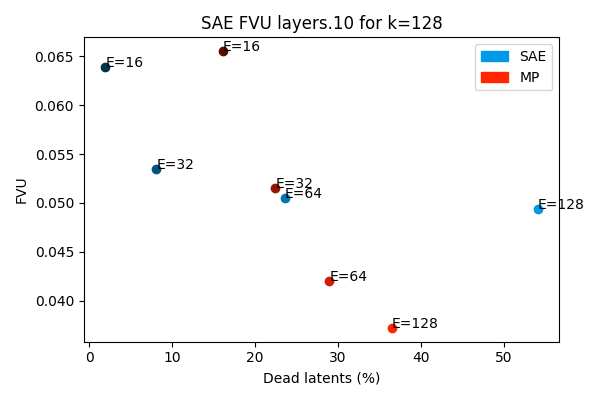 SAE FVU layers.10 for k=128
FVU
0.065
0.060
0.055
0.050
0.045
0.040
E=16
E=16
E=32
E=32
E=64
E=128
E=64
E=128
SAE
MP
0
10
20
30
40
50
Dead latents (%)